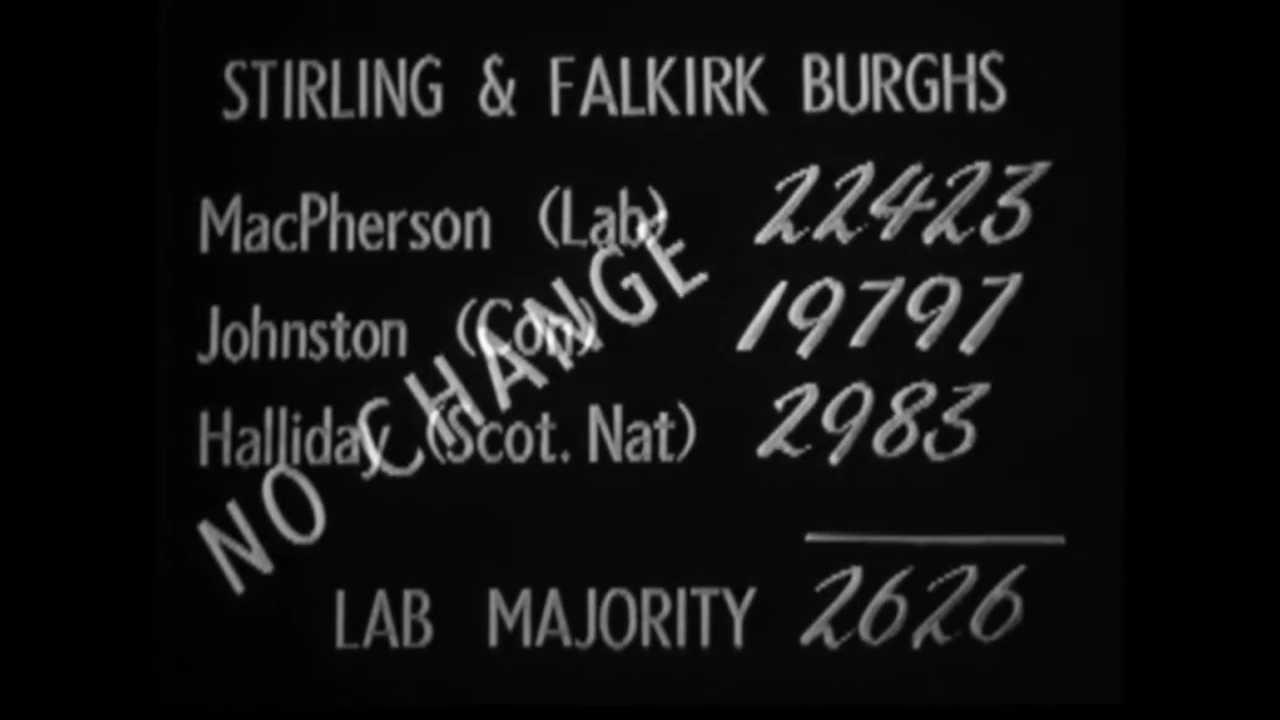 STIRLING & FALKIRK BURGHS
MacPherson (Lab) 22423
Johnston (Con) 19797
Halliday (Scot. Nat) 2983
NO CHANGE
LAB MAJORITY 2626